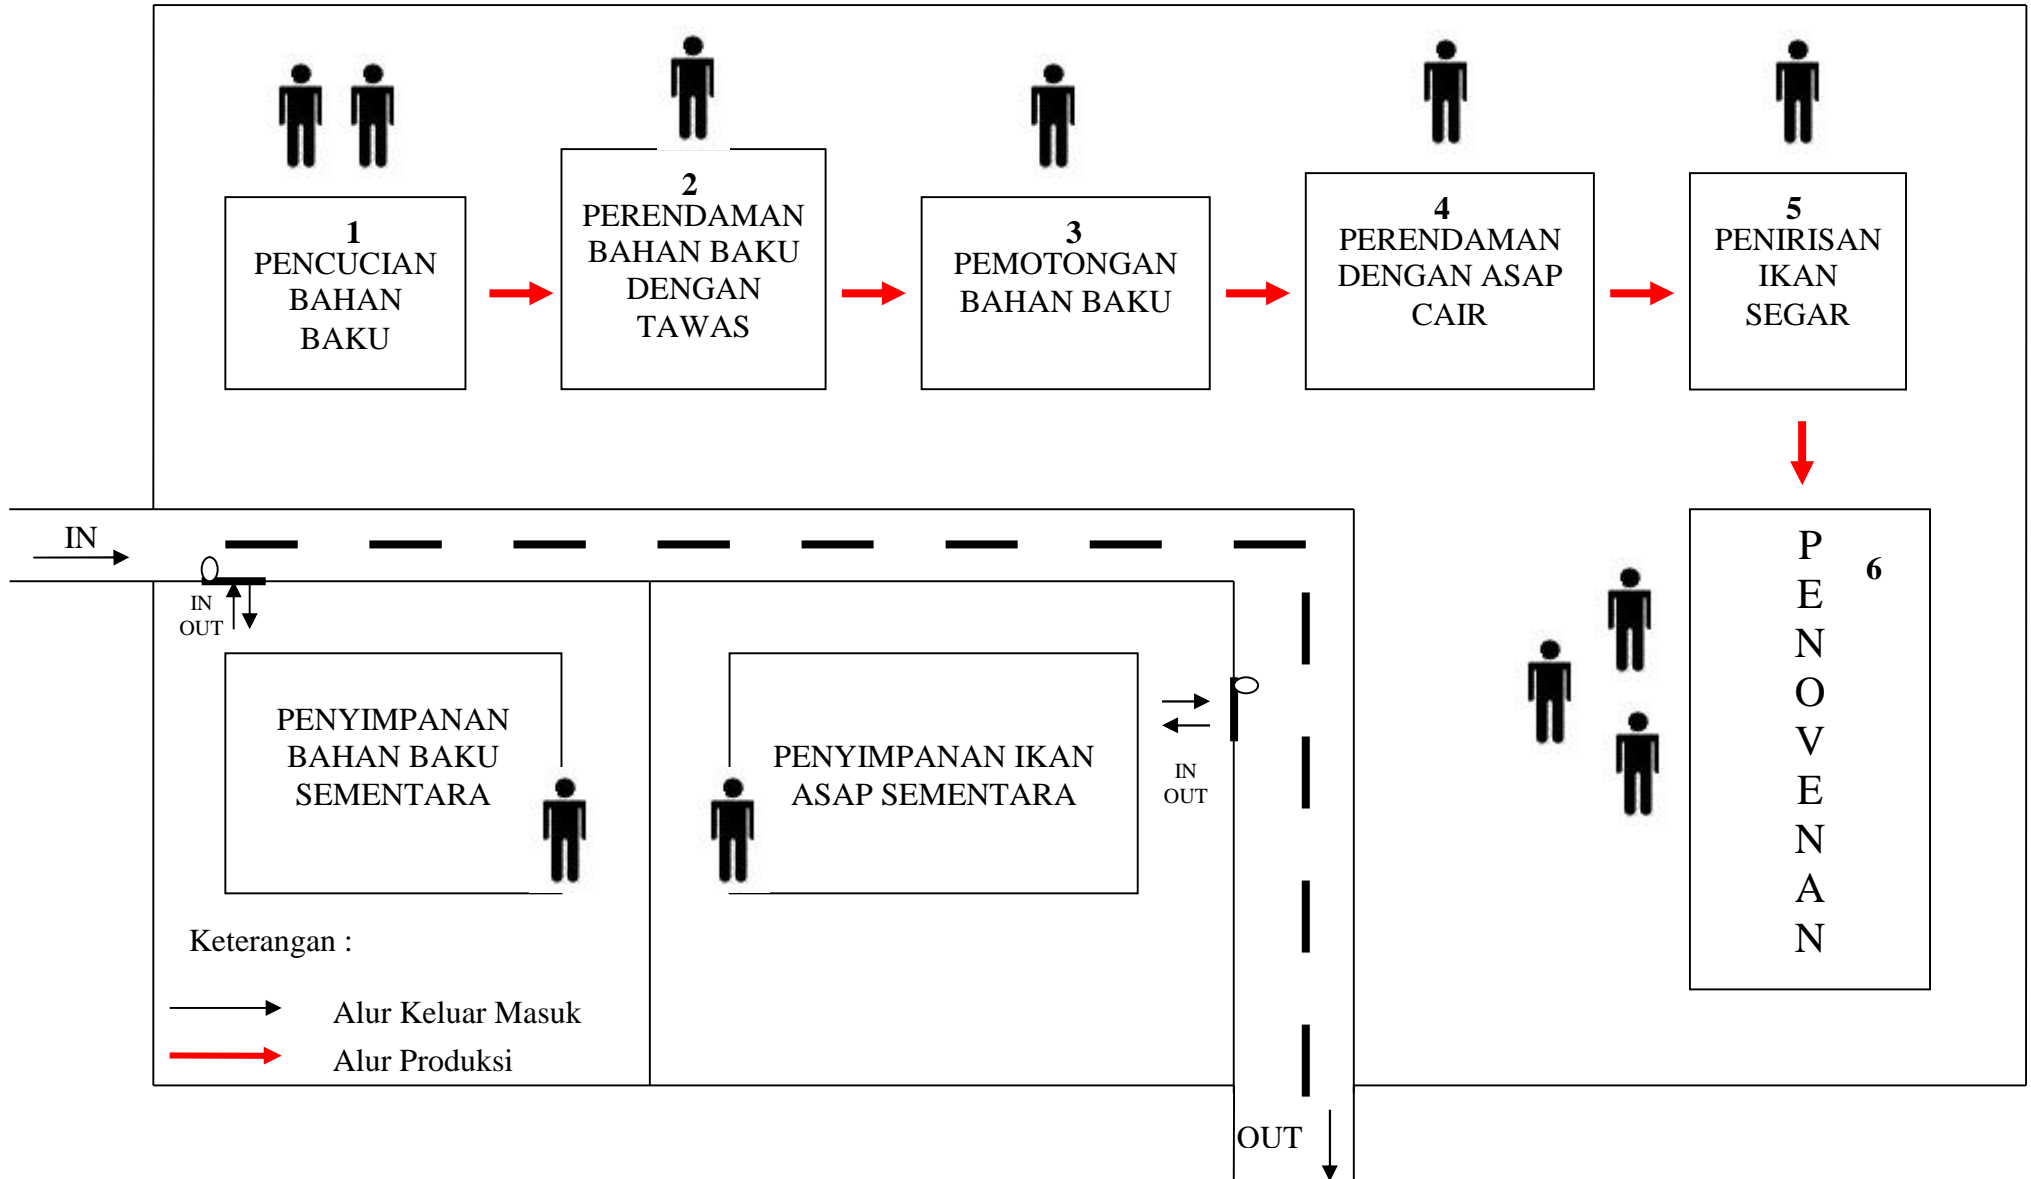 1
PENCUCIAN
BAHAN
BAKU
2
PERENDAMAN
BAHAN BAKU
DENGAN
TAWAS
3
PEMOTONGAN
BAHAN BAKU
4
PERENDAMAN
DENGAN ASAP
CAIR
5
PENIRISAN
IKAN
SEGAR
6
P
E
N
O
V
E
N
A
N
IN
IN
OUT
PENYIMPANAN
BAHAN BAKU
SEMENTARA
PENYIMPANAN IKAN
ASAP SEMENTARA
IN
OUT
Keterangan :
Alur Keluar Masuk
Alur Produksi
OUT